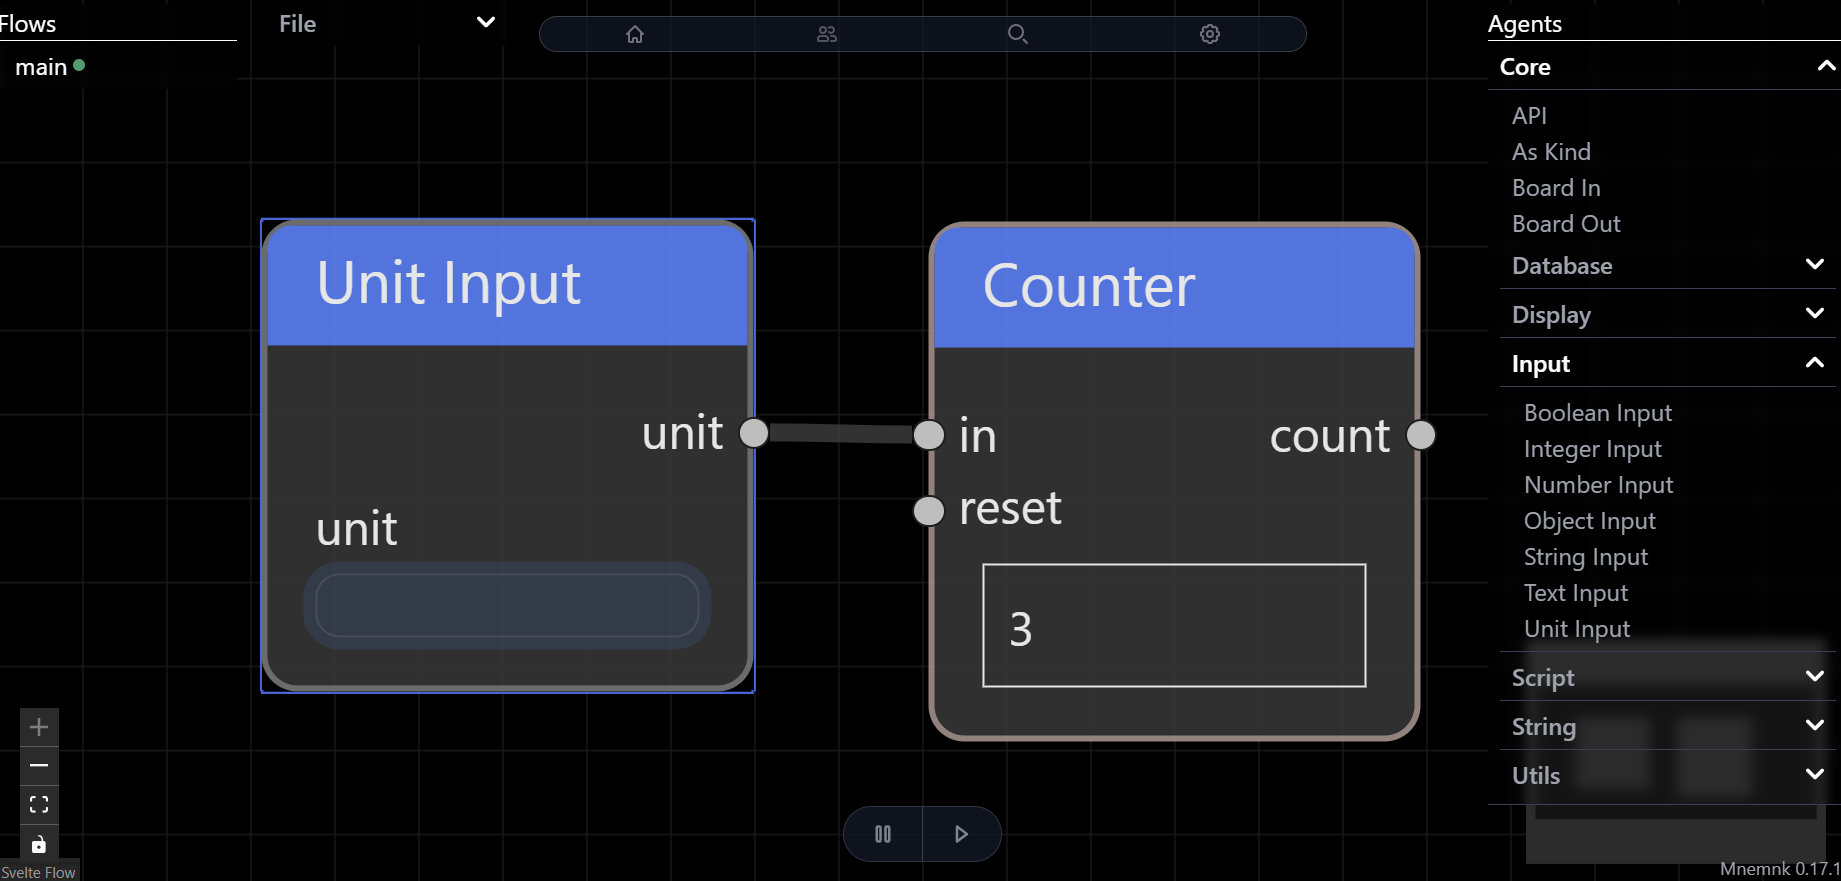 Flows
main
File
Unit Input
unit
unit
Counter
in
count
reset
3
Agents
Core
API
As Kind
Board In
Board Out
Database
Display
Input
Boolean Input
Integer Input
Number Input
Object Input
String Input
Text Input
Unit Input
Script
String
Utils
Svelte Flow
Mnemnk 0.17.1